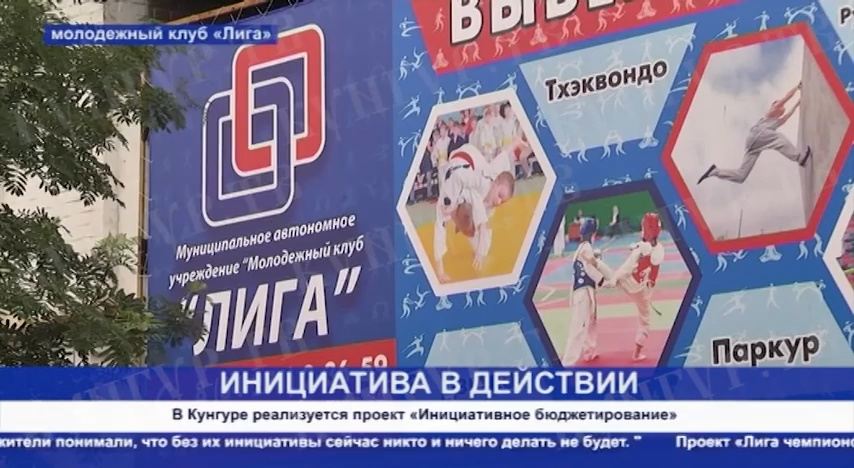 молодежный клуб «Лига»
Тхэквондо
Муниципальное автономное
учреждение "Молодежный клуб
"ЛИГА"
Паркур
ИНИЦИАТИВА В ДЕЙСТВИИ
В Кунгуре реализуется проект «Инициативное бюджетирование»
жители понимали, что без их инициативы сейчас никто и ничего делать не будет. " Проект «Лига чемпионо